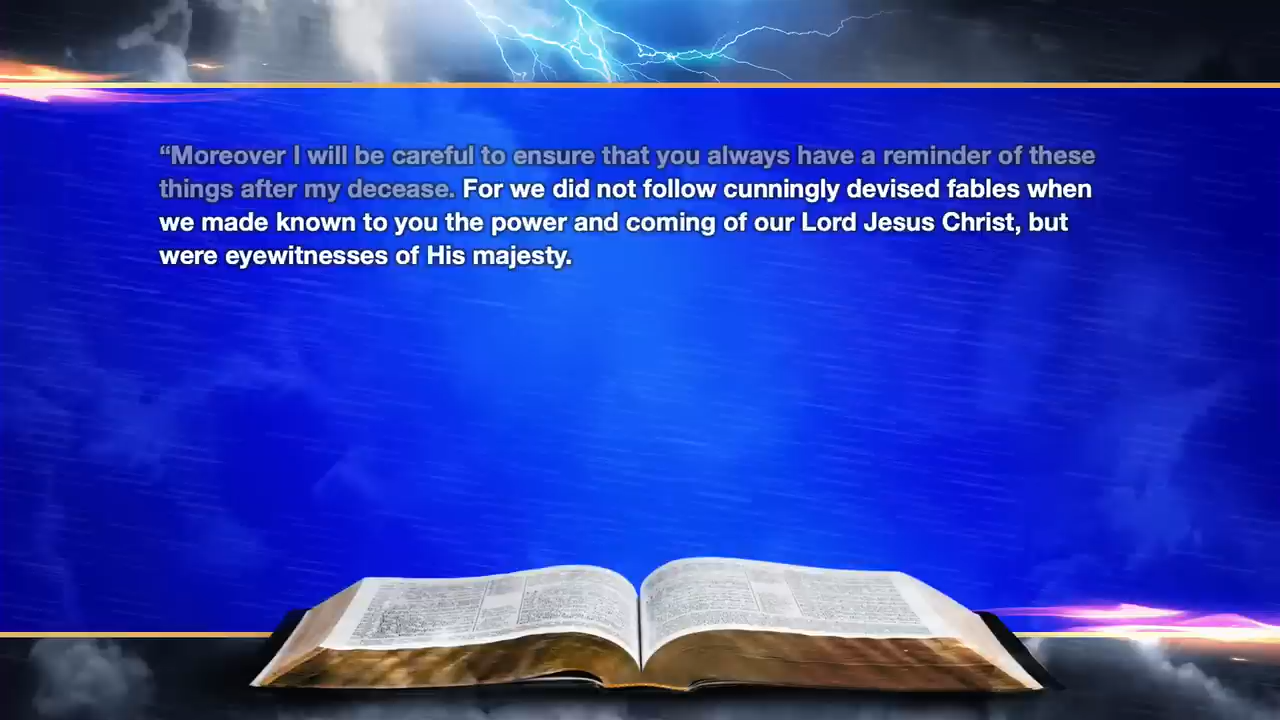 “Moreover I will be careful to ensure that you always have a reminder of these
things after my decease. For we did not follow cunningly devised fables when
we made known to you the power and coming of our Lord Jesus Christ, but
were eyewitnesses of His majesty.